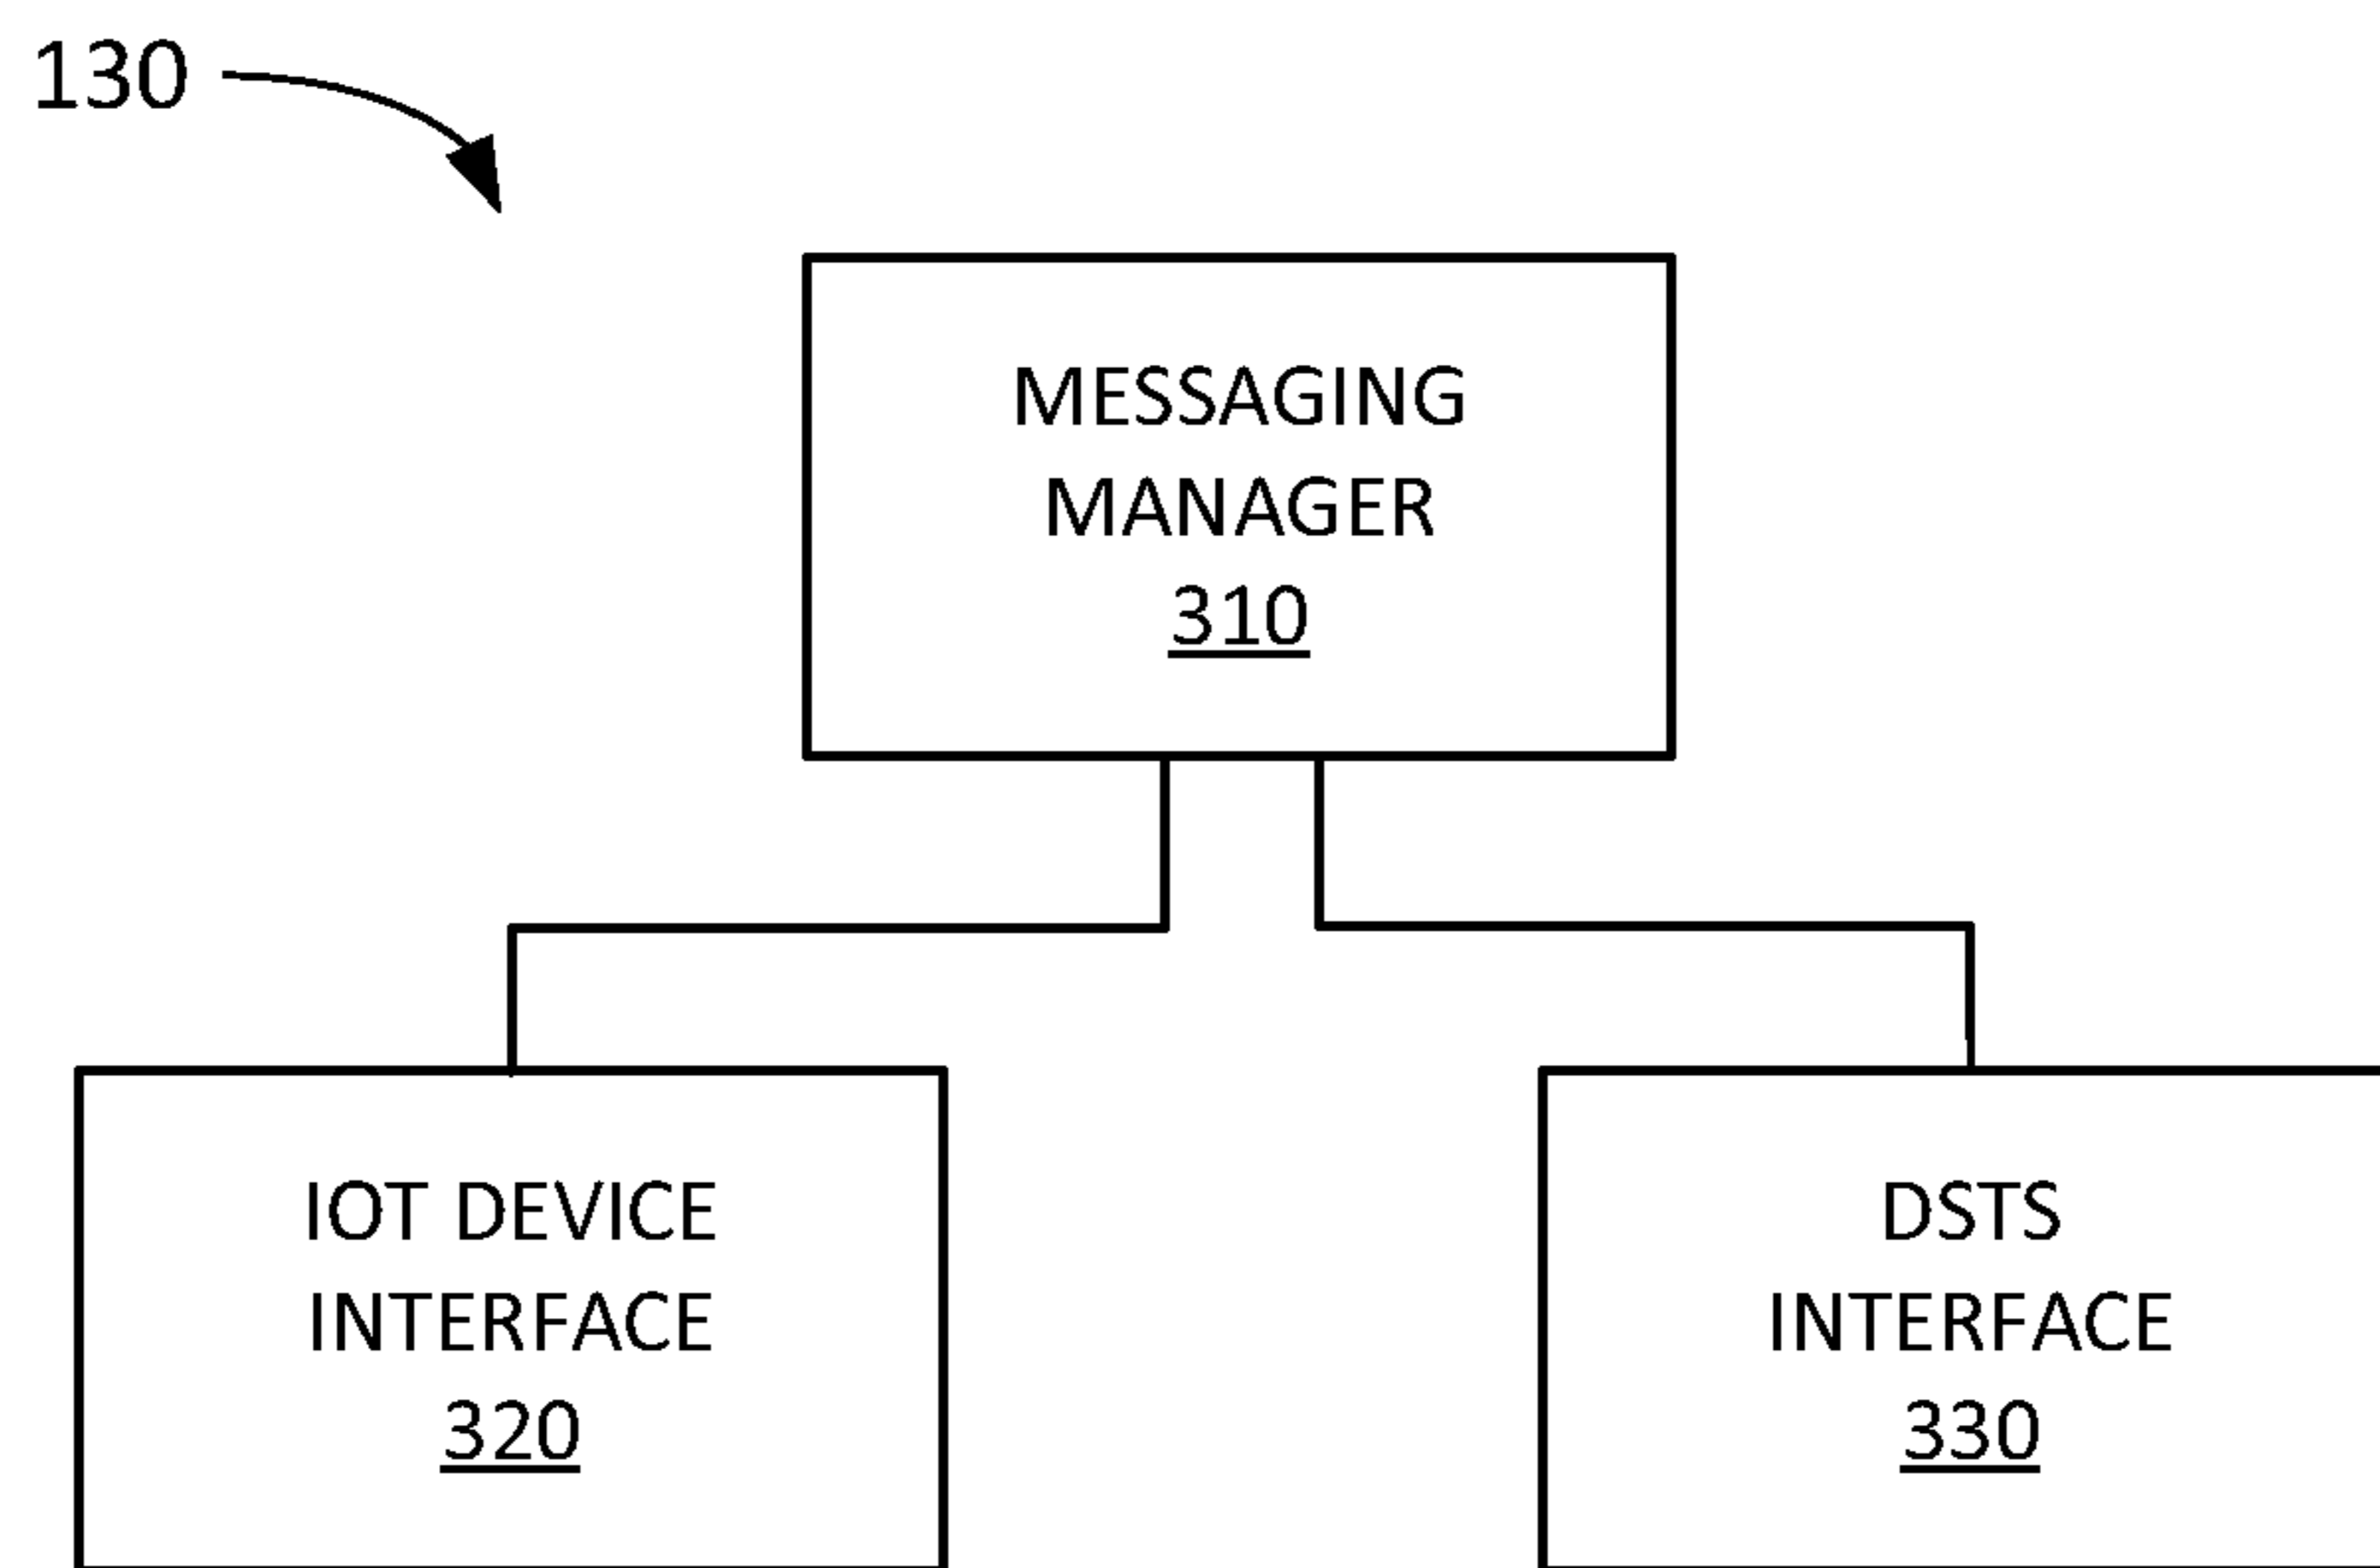 130
MESSAGING
MANAGER
310
IOT DEVICE
INTERFACE
320
DSTS
INTERFACE
330